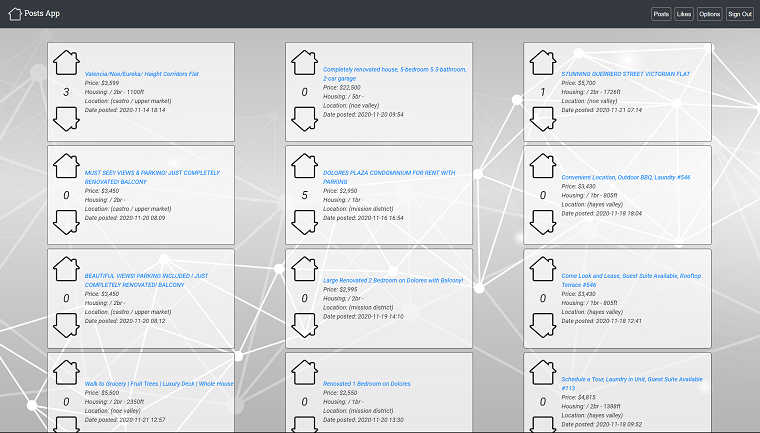 Posts App
Posts
Likes
Options
Sign Out
3
Valencia/Noe/Eureka/ Haight Corridors Flat
Price: $3,599
Housing: / 2br - 1100ft
Location: (castro / upper market)
Date posted: 2020-11-14 18:14
0
Completely renovated house, 5-bedroom 5.5-bathroom,
2-car garage
Price: $22,500
Housing: / 5br -
Location: (noe valley)
Date posted: 2020-11-20 09:54
1
STUNNING GUERRERO STREET VICTORIAN FLAT
Price: $5,700
Housing: / 2br - 1726ft
Location: (noe valley)
Date posted: 2020-11-21 07:14
0
MUST SEE!! VIEWS & PARKING! JUST COMPLETELY
RENOVATED! BALCONY
Price: $3,450
Housing: / 2br -
Location: (castro / upper market)
Date posted: 2020-11-20 08:09
5
DOLORES PLAZA CONDOMINIUM FOR RENT WITH
PARKING
Price: $2,950
Housing: / 1br -
Location: (mission district)
Date posted: 2020-11-16 16:54
0
Convenient Location, Outdoor BBQ, Laundry #546
Price: $3,430
Housing: / 1br - 805ft
Location: (hayes valley)
Date posted: 2020-11-18 18:04
0
BEAUTIFUL VIEWS! PARKING INCLUDED ! JUST
COMPLETELY RENOVATED! BALCONY
Price: $3,450
Housing: / 2br -
Location: (castro / upper market)
Date posted: 2020-11-20 08:12
0
Large Renovated 2 Bedroom on Dolores with Balcony!
Price: $2,995
Housing: / 2br -
Location: (mission district)
Date posted: 2020-11-19 14:10
0
Come Look and Lease, Guest Suite Available, Rooftop
Terrace #546
Price: $3,430
Housing: / 1br - 805ft
Location: (hayes valley)
Date posted: 2020-11-18 12:41
0
Walk to Grocery I Fruit Trees | Luxury Deck | Whole House
Price: $5,500
Housing: / 2br - 2350ft
Location: (noe valley)
Date posted: 2020-11-21 12:57
0
Renovated 1 Bedroom on Dolores
Price: $2,550
Housing: / 1br -
Location: (mission district)
Date posted: 2020-11-20 13:30
0
Schedule a Tour, Laundry in Unit, Guest Suite Available
#113
Price: $4,815
Housing: / 2br - 1388ft
Location: (hayes valley)
Date posted: 2020-11-18 09:52